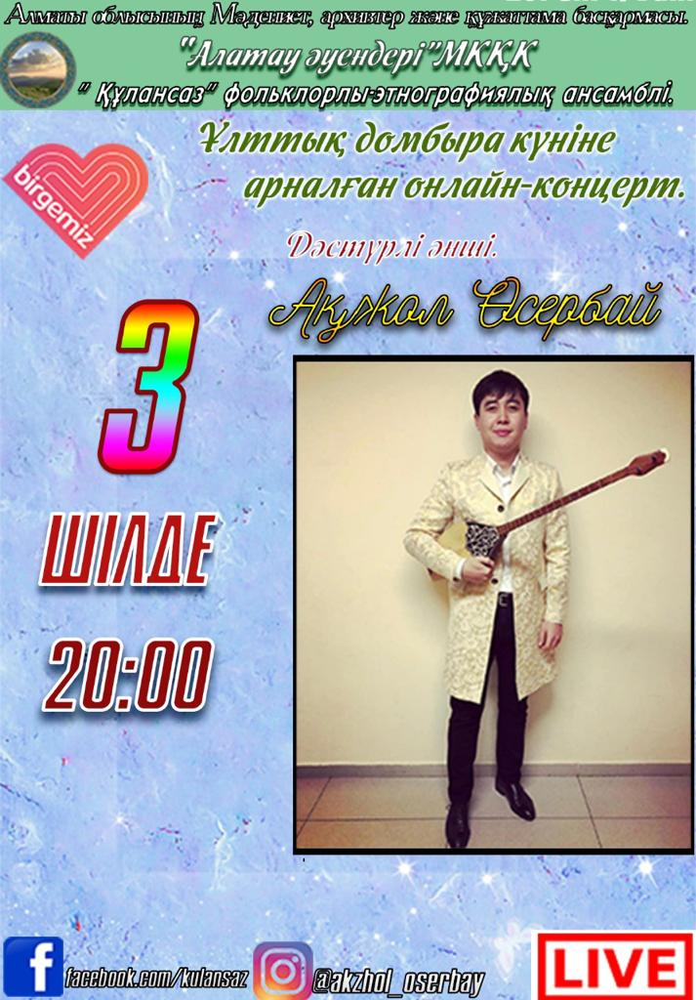 Алматы облысының Мәдениет, архивтер және құжаттама басқармасы.
"Алатау әуендері"МКҚК
" Құлансаз" фольклорлы-этнографиялық ансамблі.
Ұлттық домбыра күніне
арналған онлайн-концерт.
birgemiz
Дәстүрлі әнші.
Ақжол Өсербай
3
ШІЛДЕ
20:00
facebook.com/kulansaz
@akzhol_oserbay
LIVE